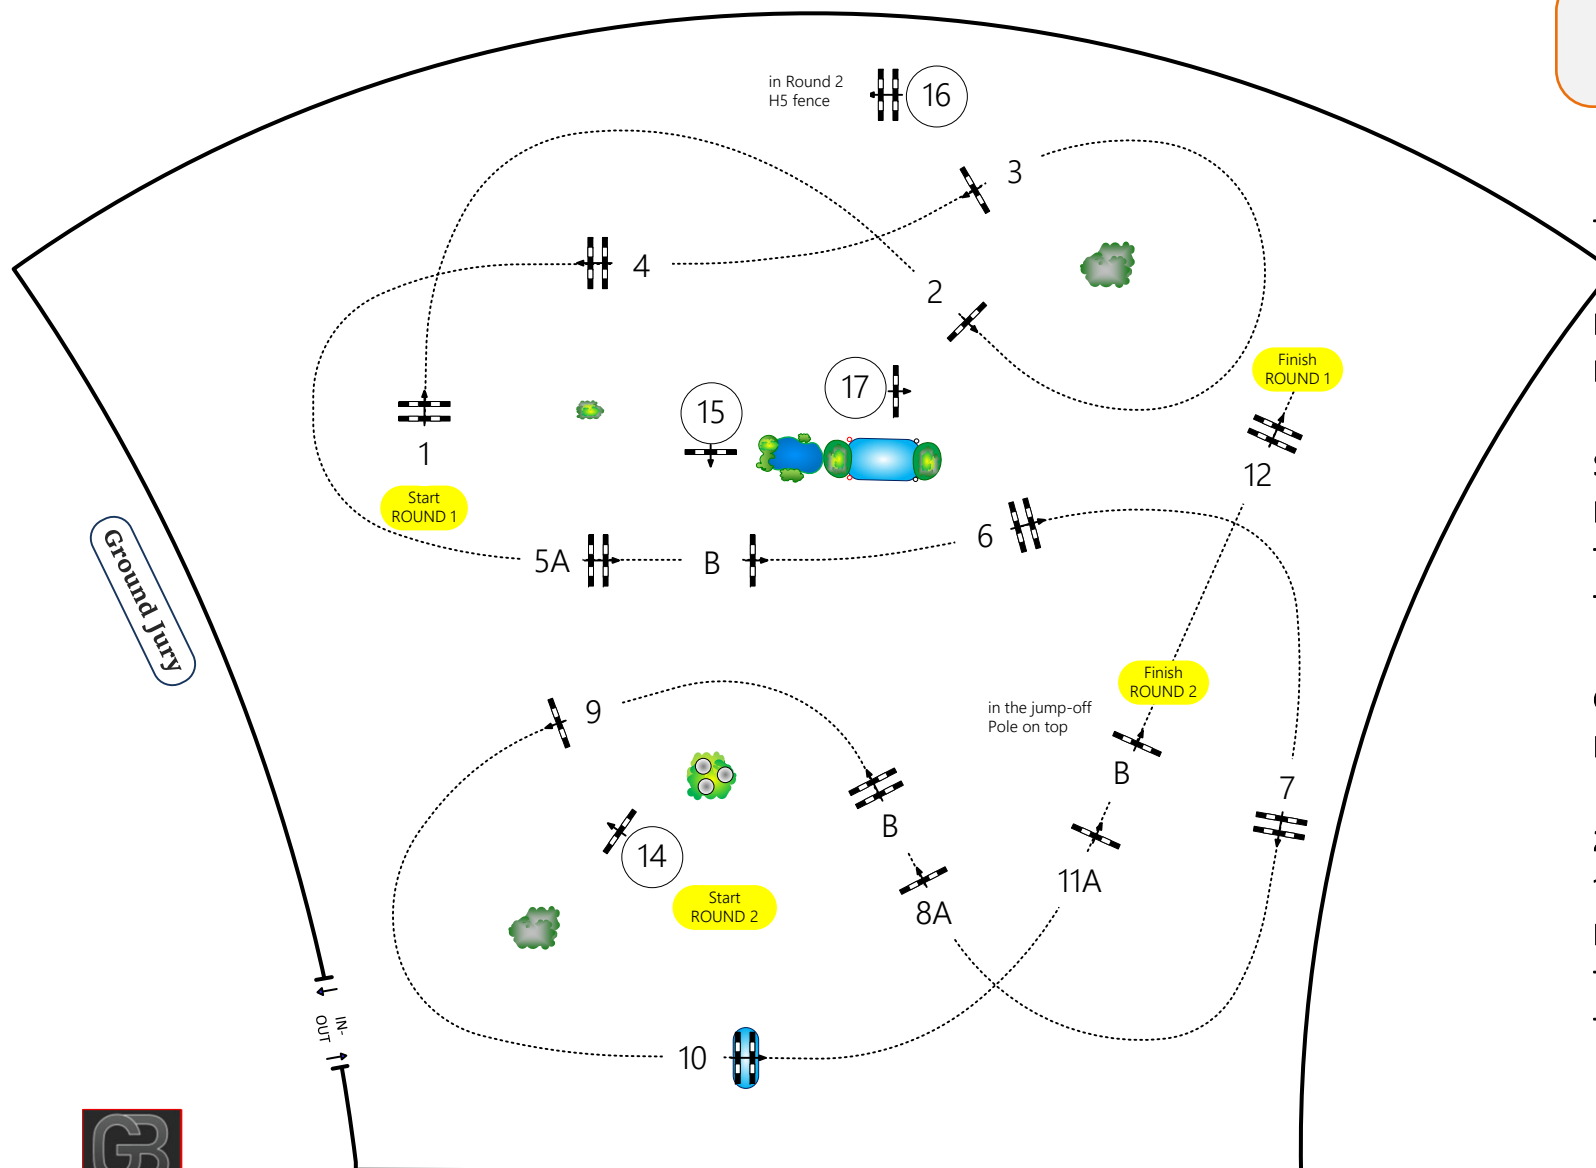 in Round 2
H5 fence
16
3
4
2
Finish
ROUND 1
17
15
1
12
Start
ROUND 1
6
5A
B
Ground Jury
Finish
ROUND 2
9
in the jump-off
Pole on top
B
7
B
14
11A
Start
ROUND 2
8A
IN-
OUT
10
GB